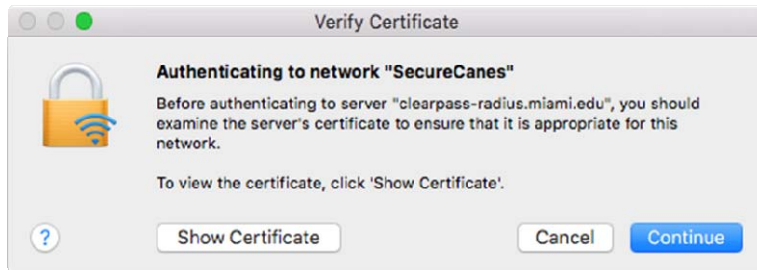 Verify Certificate
Authenticating to network "SecureCanes"
Before authenticating to server "clearpass-radius.miami.edu", you should
examine the server's certificate to ensure that it is appropriate for this
network.
To view the certificate, click 'Show Certificate'.
?
Show Certificate
Cancel
Continue